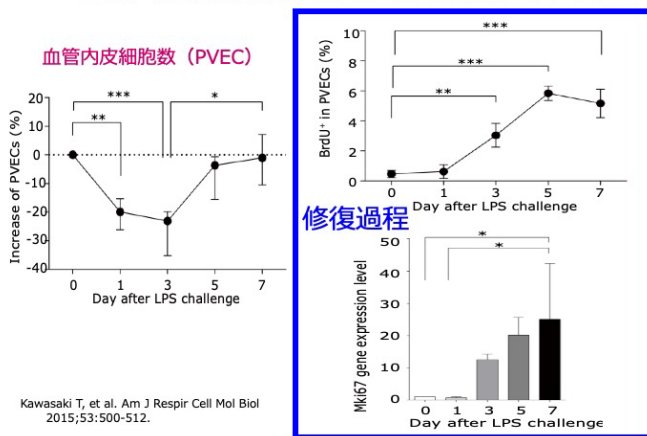 血管内皮細胞数（PVEC）
Increase of PVECs (%)
20
10
0
-10
-20
-30
-40
**
***
*
0 1 3 5 7
Day after LPS challenge
BrdU⁺ in PVECs (%)
10
8
6
4
2
0
***
***
**
0 1 3 5 7
Day after LPS challenge
修復過程
Mki67 gene expression level
50
40
30
20
10
0
*
*
0 1 3 5 7
Day after LPS challenge
Kawasaki T, et al. Am J Respir Cell Mol Biol
2015;53:500-512.